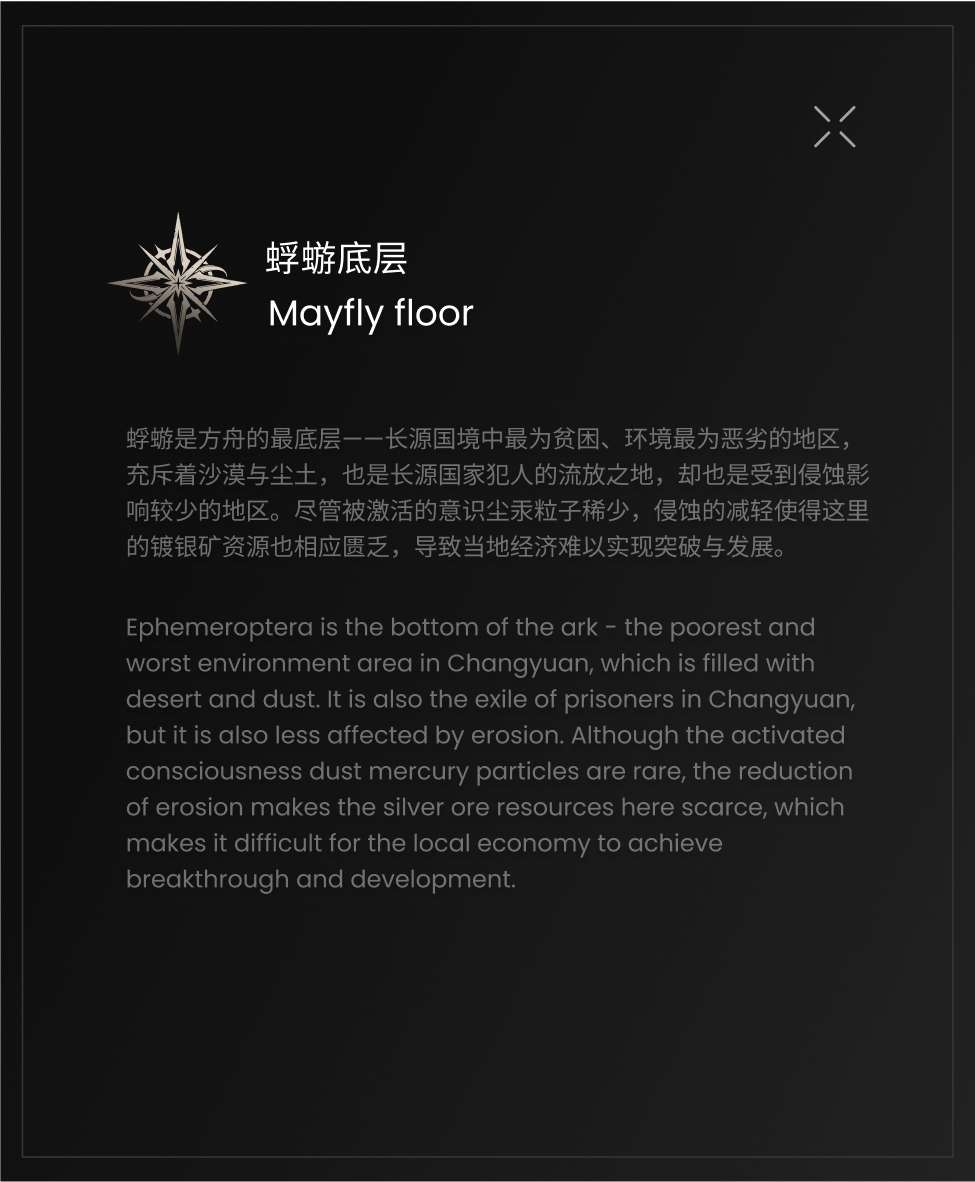 蜉蝣底层
Mayfly floor
蜉蝣是方舟的最底层——长源国境中最为贫困、环境最为恶劣的地区，
充斥着沙漠与尘土，也是长源国家犯人的流放之地，却也是受到侵蚀影
响较少的地区。尽管被激活的意识尘汞粒子稀少，侵蚀的减轻使得这里
的镀银矿资源也相应匮乏，导致当地经济难以实现突破与发展。
Ephemeroptera is the bottom of the ark - the poorest and
worst environment area in Changyuan, which is filled with
desert and dust. It is also the exile of prisoners in Changyuan,
but it is also less affected by erosion. Although the activated
consciousness dust mercury particles are rare, the reduction
of erosion makes the silver ore resources here scarce, which
makes it difficult for the local economy to achieve
breakthrough and development.